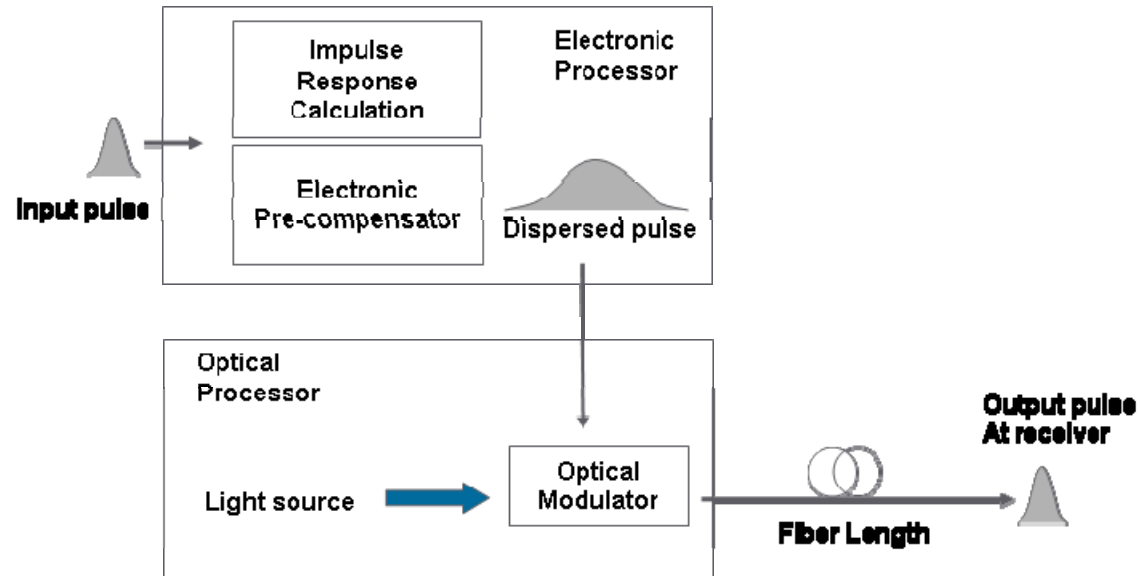 Impulse
Response
Calculation
Electronic
Processor
Input pulse
Electronic
Pre-compensator
Dispersed pulse
Optical
Processor
Light source
Optical
Modulator
Output pulse
At receiver
Fiber Length